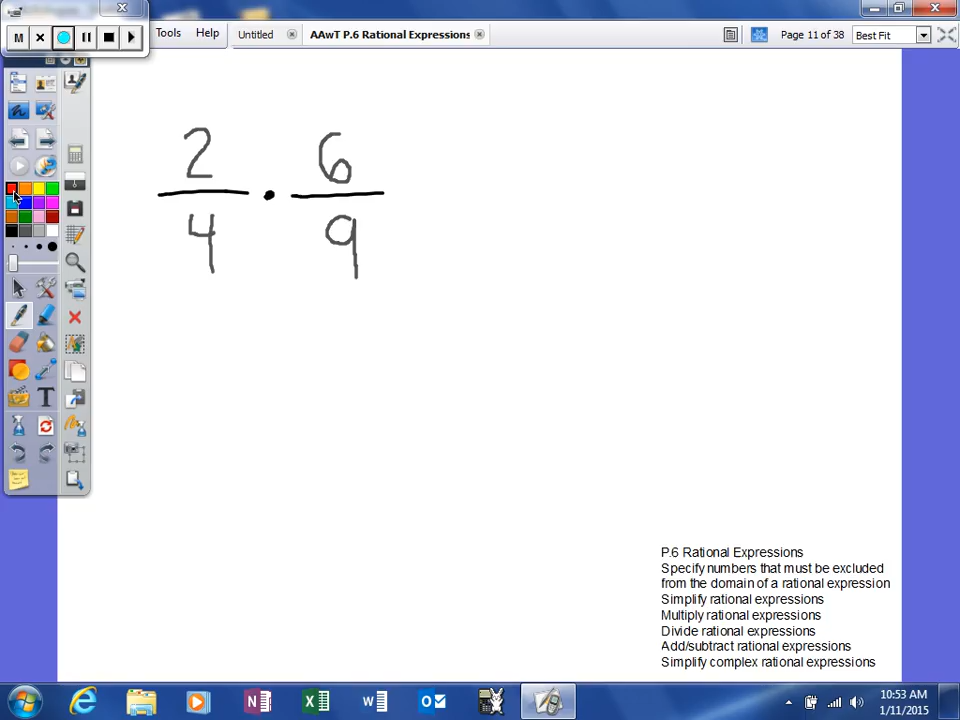 M
Tools Help Untitled AAwT P.6 Rational Expressions Page 11 of 38 Best Fit
2 6
4 9
T
P.6 Rational Expressions
Specify numbers that must be excluded
from the domain of a rational expression
Simplify rational expressions
Multiply rational expressions
Divide rational expressions
Add/subtract rational expressions
Simplify complex rational expressions
10:53 AM
1/11/2015